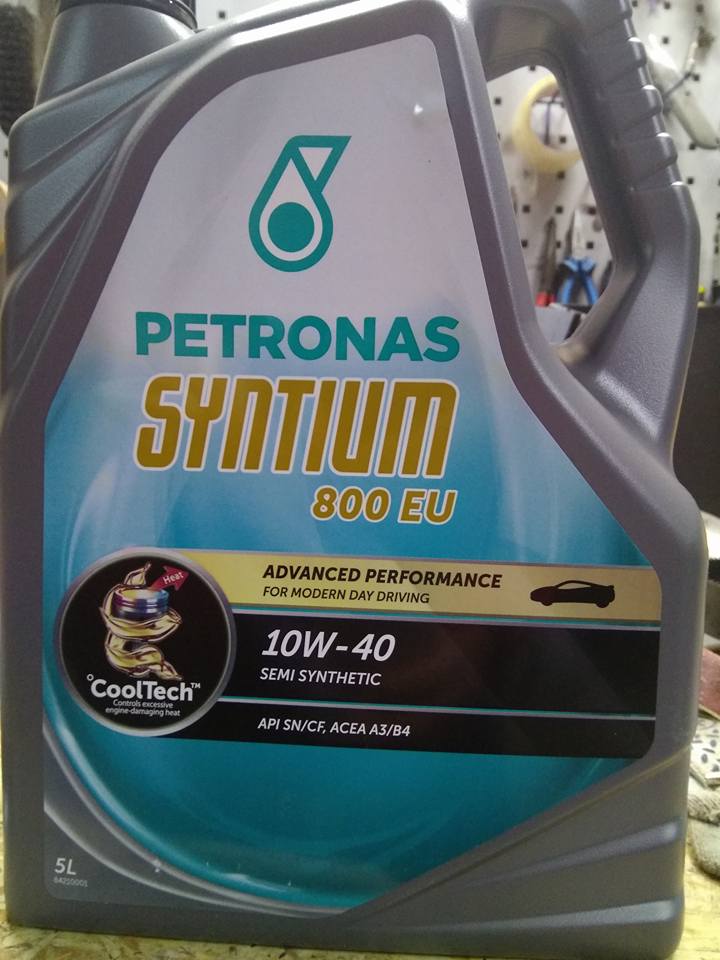 PETRONAS
SYNTIUM
800 EU
ADVANCED PERFORMANCE
FOR MODERN DAY DRIVING
Heat
°CoolTech™
Controls excessive
engine-damaging heat
10W-40
SEMI SYNTHETIC
API SN/CF, ACEA A3/B4
5L